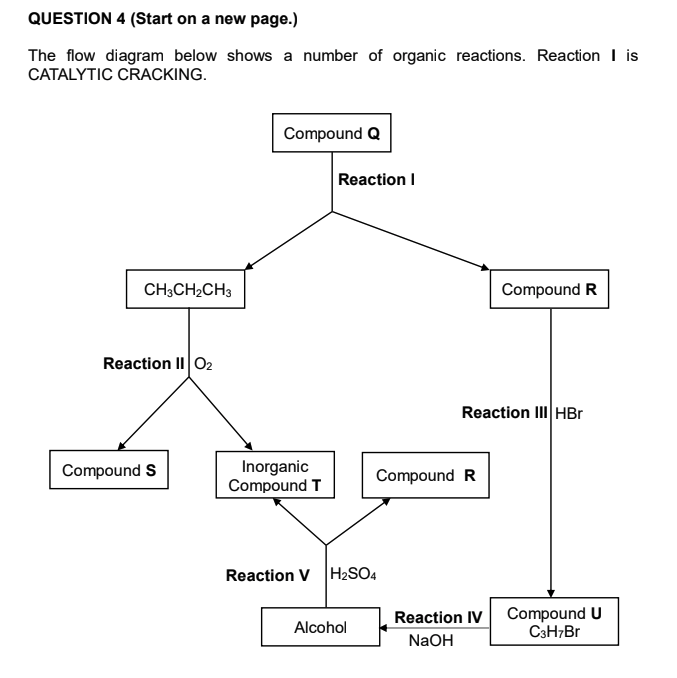 QUESTION 4 (Start on a new page.)
The flow diagram below shows a number of organic reactions. Reaction I is
CATALYTIC CRACKING.
Compound Q
Reaction I
CH₃CH₂CH₃
Compound R
Reaction II O₂
Reaction III HBr
Compound S
Inorganic
Compound T
Compound R
Reaction V H₂SO₄
Alcohol
Reaction IV
NaOH
Compound U
C₃H₇Br